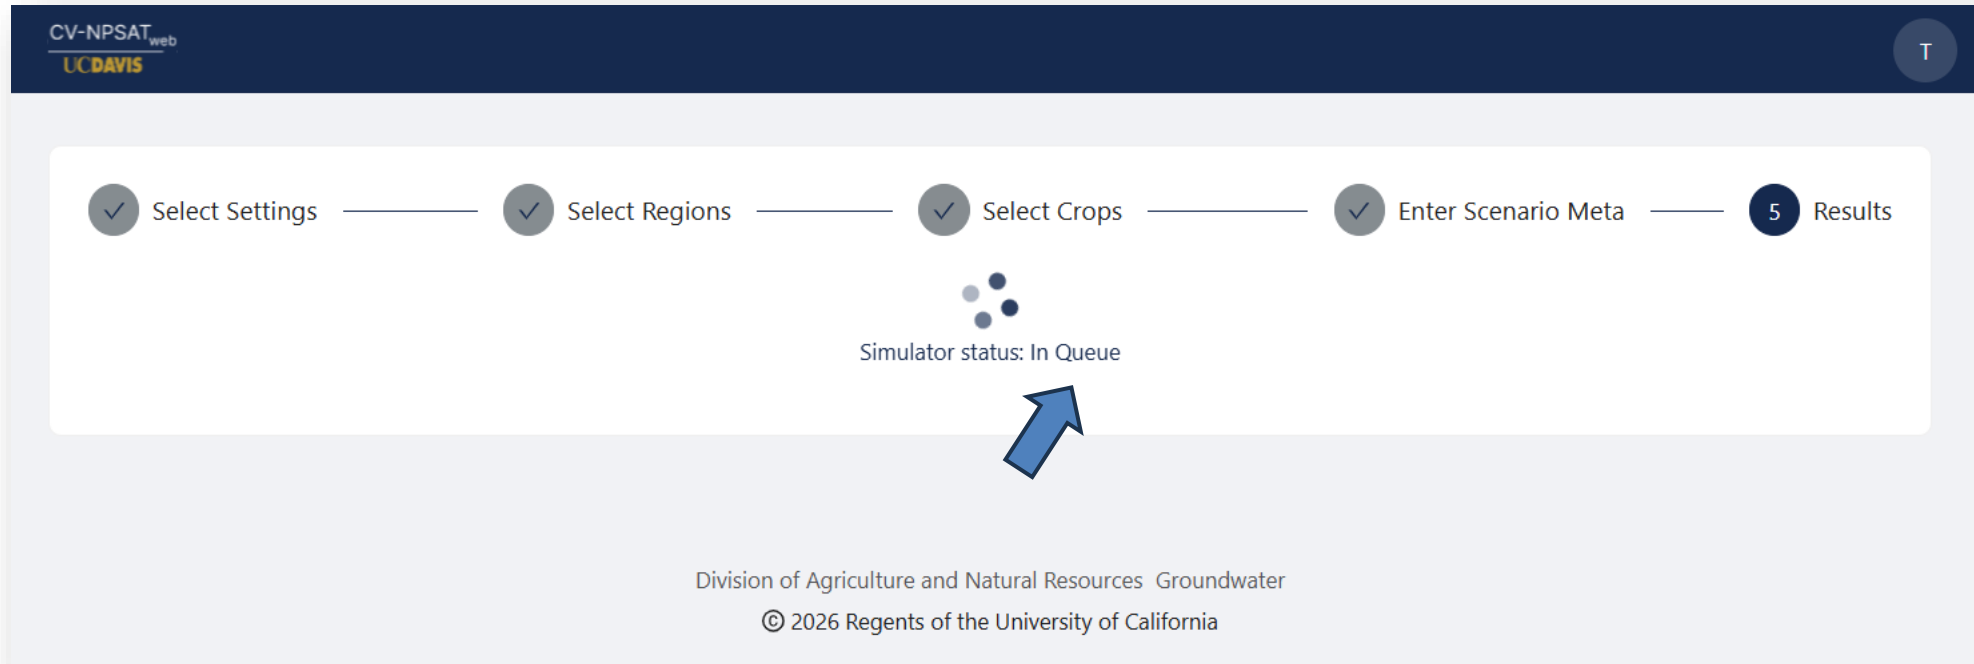 CV-NPSATweb
UCDAVIS
T
Select Settings
Select Regions
Select Crops
Enter Scenario Meta
5 Results
Simulator status: In Queue
Division of Agriculture and Natural Resources Groundwater
© 2026 Regents of the University of California